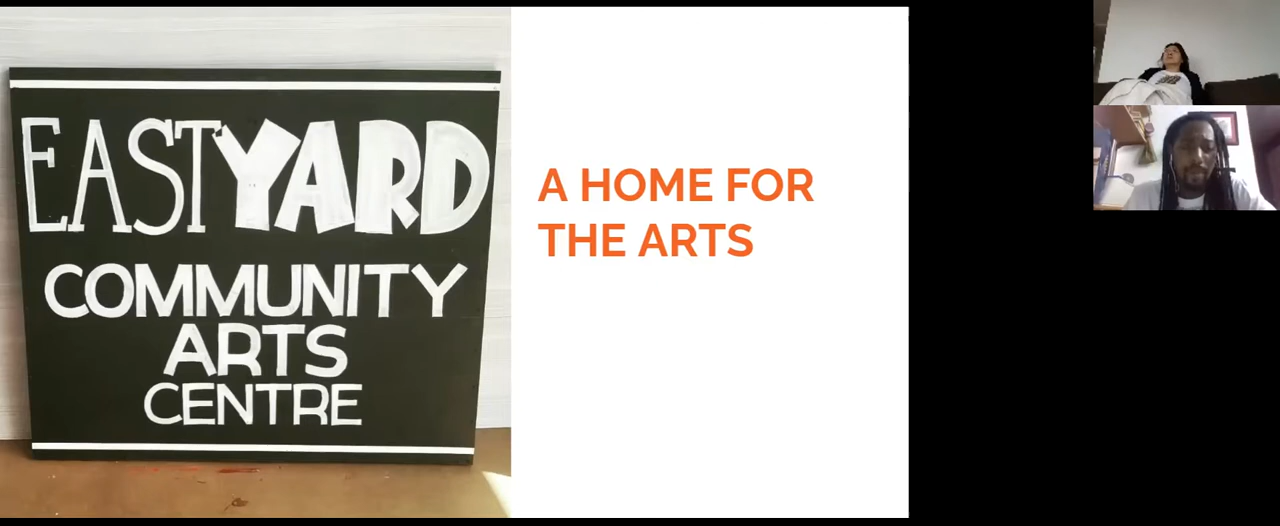 EASTYARD
COMMUNITY
ARTS
CENTRE
A HOME FOR
THE ARTS